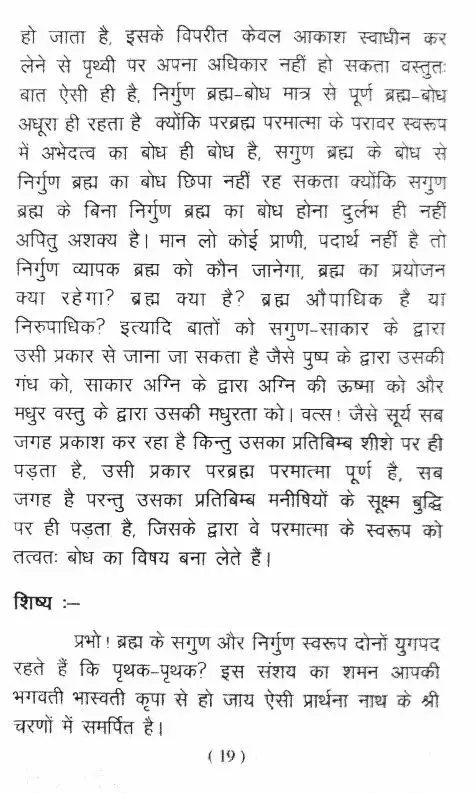 हो जाता है, इसके विपरीत केवल आकाश स्वाधीन कर
लेने से पृथ्वी पर अपना अधिकार नहीं हो सकता वस्तुतः
बात ऐसी ही है, निर्गुण ब्रह्म-बोध मात्र से पूर्ण ब्रह्म-बोध
अधूरा ही रहता है क्योंकि परब्रह्म परमात्मा के परावर स्वरूप
में अभेदत्व का बोध ही बोध है, सगुण ब्रह्म के बोध से
निर्गुण ब्रह्म का बोध छिपा नहीं रह सकता क्योंकि सगुण
ब्रह्म के बिना निर्गुण ब्रह्म का बोध होना दुर्लभ ही नहीं
अपितु अशक्य है। मान लो कोई प्राणी, पदार्थ नहीं है तो
निर्गुण व्यापक ब्रह्म को कौन जानेगा, ब्रह्म का प्रयोजन
क्या रहेगा? ब्रह्म क्या है? ब्रह्म औपाधिक है या
निरुपाधिक? इत्यादि बातों को सगुण-साकार के द्वारा
उसी प्रकार से जाना जा सकता है जैसे पुष्प के द्वारा उसकी
गंध को, साकार अग्नि के द्वारा अग्नि की ऊष्मा को और
मधुर वस्तु के द्वारा उसकी मधुरता को। वत्स! जैसे सूर्य सब
जगह प्रकाश कर रहा है किन्तु उसका प्रतिबिम्ब शीशे पर ही
पड़ता है, उसी प्रकार परब्रह्म परमात्मा पूर्ण है, सब
जगह है परन्तु उसका प्रतिबिम्ब मनीषियों के सूक्ष्म बुद्धि
पर ही पड़ता है, जिसके द्वारा वे परमात्मा के स्वरूप को
तत्वतः बोध का विषय बना लेते हैं।
शिष्य :–
प्रभो! ब्रह्म के सगुण और निर्गुण स्वरूप दोनों युगपद
रहते हैं कि पृथक-पृथक? इस संशय का शमन आपकी
भगवती भास्वती कृपा से हो जाय ऐसी प्रार्थना नाथ के श्री
चरणों में समर्पित है।
( 19 )